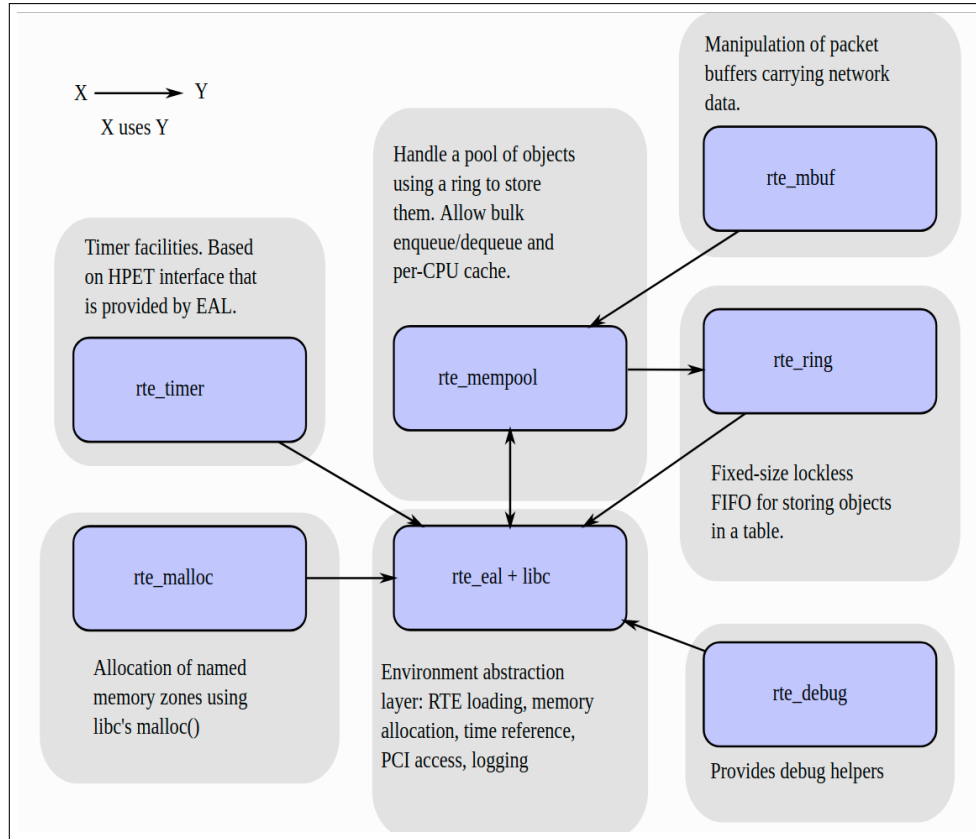 X Y
X uses Y
Manipulation of packet
buffers carrying network
data.
rte_mbuf
Handle a pool of objects
using a ring to store
them. Allow bulk
enqueue/dequeue and
per-CPU cache.
rte_mempool
Timer facilities. Based
on HPET interface that
is provided by EAL.
rte_timer
rte_ring
Fixed-size lockless
FIFO for storing objects
in a table.
rte_malloc
Allocation of named
memory zones using
libc's malloc()
rte_eal + libc
Environment abstraction
layer: RTE loading, memory
allocation, time reference,
PCI access, logging
rte_debug
Provides debug helpers